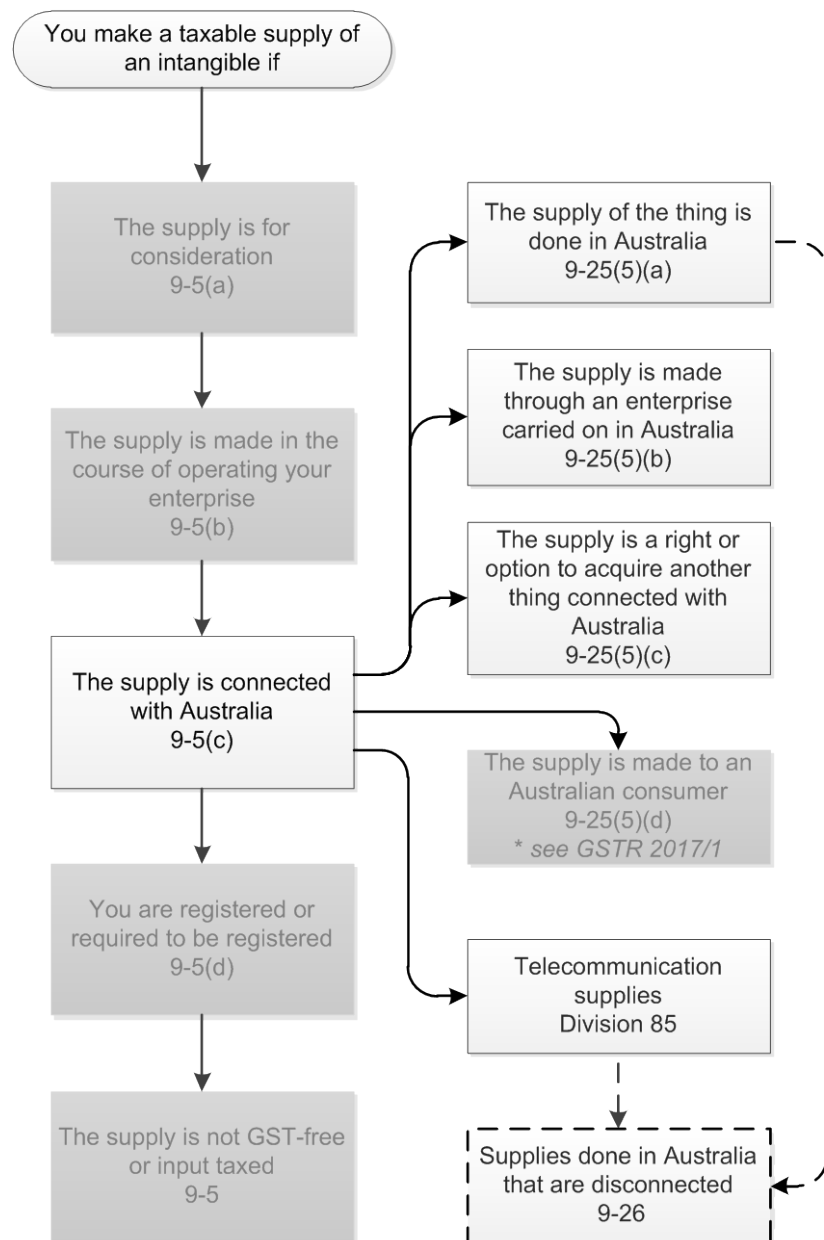 You make a taxable supply of
an intangible if
The supply is for
consideration
9-5(a)
The supply is made in the
course of operating your
enterprise
9-5(b)
The supply is connected
with Australia
9-5(c)
You are registered or
required to be registered
9-5(d)
The supply is not GST-free
or input taxed
9-5
The supply of the thing is
done in Australia
9-25(5)(a)
The supply is made
through an enterprise
carried on in Australia
9-25(5)(b)
The supply is a right or
option to acquire another
thing connected with
Australia
9-25(5)(c)
The supply is made to an
Australian consumer
9-25(5)(d)
* see GSTR 2017/1
Telecommunication
supplies
Division 85
Supplies done in Australia
that are disconnected
9-26